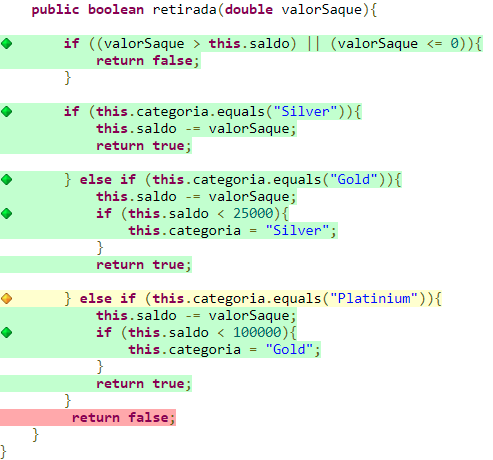 public boolean retirada(double valorSaque){
if ((valorSaque > this.saldo) || (valorSaque <= 0)){
return false;
}
if (this.categoria.equals("Silver")){
this.saldo -= valorSaque;
return true;
} else if (this.categoria.equals("Gold")){
this.saldo -= valorSaque;
if (this.saldo < 25000){
this.categoria = "Silver";
}
return true;
} else if (this.categoria.equals("Platinium")){
this.saldo -= valorSaque;
if (this.saldo < 100000){
this.categoria = "Gold";
}
return true;
}
return false;
}
}